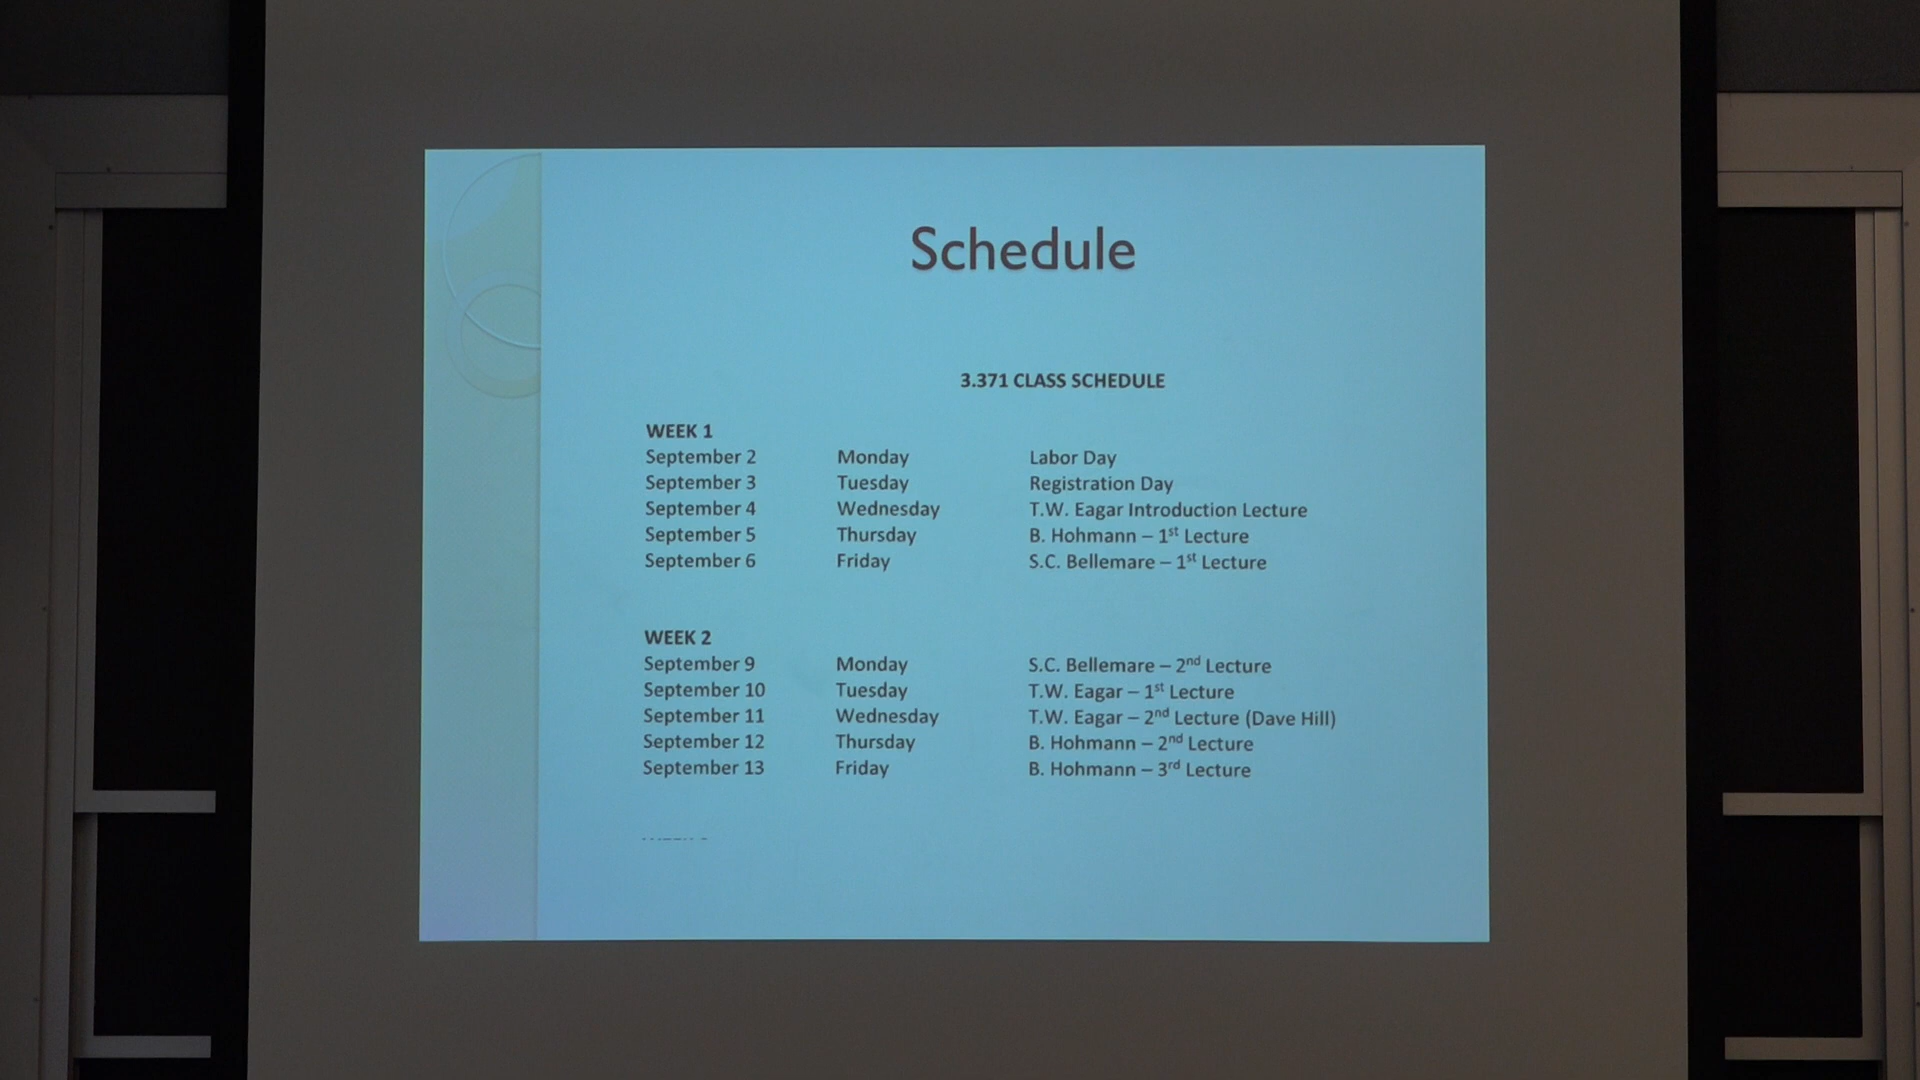 Schedule
3.371 CLASS SCHEDULE
WEEK 1
September 2 Monday Labor Day
September 3 Tuesday Registration Day
September 4 Wednesday T.W. Eagar Introduction Lecture
September 5 Thursday B. Hohmann – 1st Lecture
September 6 Friday S.C. Bellemare – 1st Lecture
WEEK 2
September 9 Monday S.C. Bellemare – 2nd Lecture
September 10 Tuesday T.W. Eagar – 1st Lecture
September 11 Wednesday T.W. Eagar – 2nd Lecture (Dave Hill)
September 12 Thursday B. Hohmann – 2nd Lecture
September 13 Friday B. Hohmann – 3rd Lecture